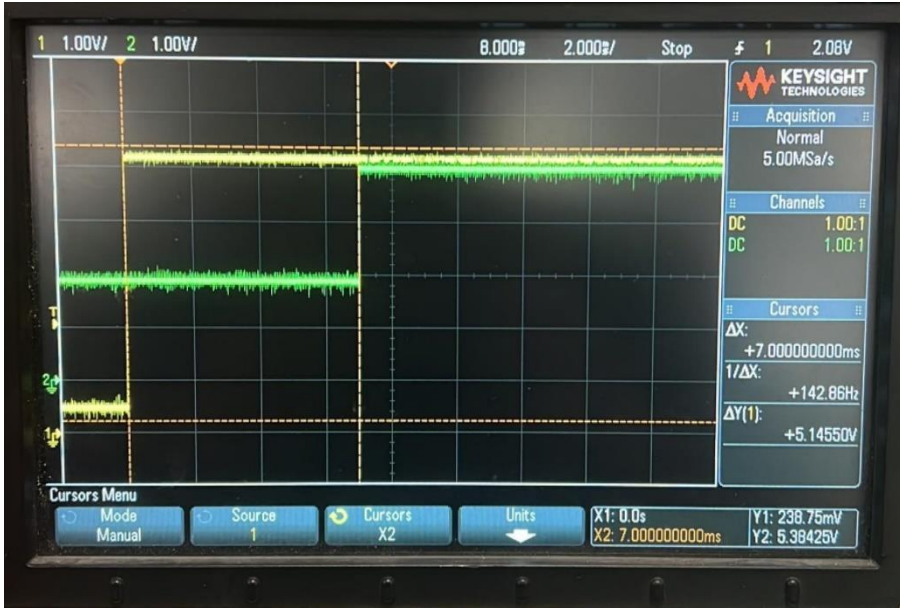 1 1.00V/ 2 1.00V/ 8.000s 2.000s/ Stop 1 2.08V
KEYSIGHT
TECHNOLOGIES
Acquisition
Normal
5.00MSa/s
Channels
DC 1.00:1
DC 1.00:1
Cursors
ΔX:
+7.000000000ms
1/ΔX:
+142.86Hz
ΔY(1):
+5.14550V
T
2
1
Cursors Menu
Mode
Manual
Source
1
Cursors
X2
Units
X1: 0.0s
X2: 7.000000000ms
Y1: 238.75mV
Y2: 5.38425V